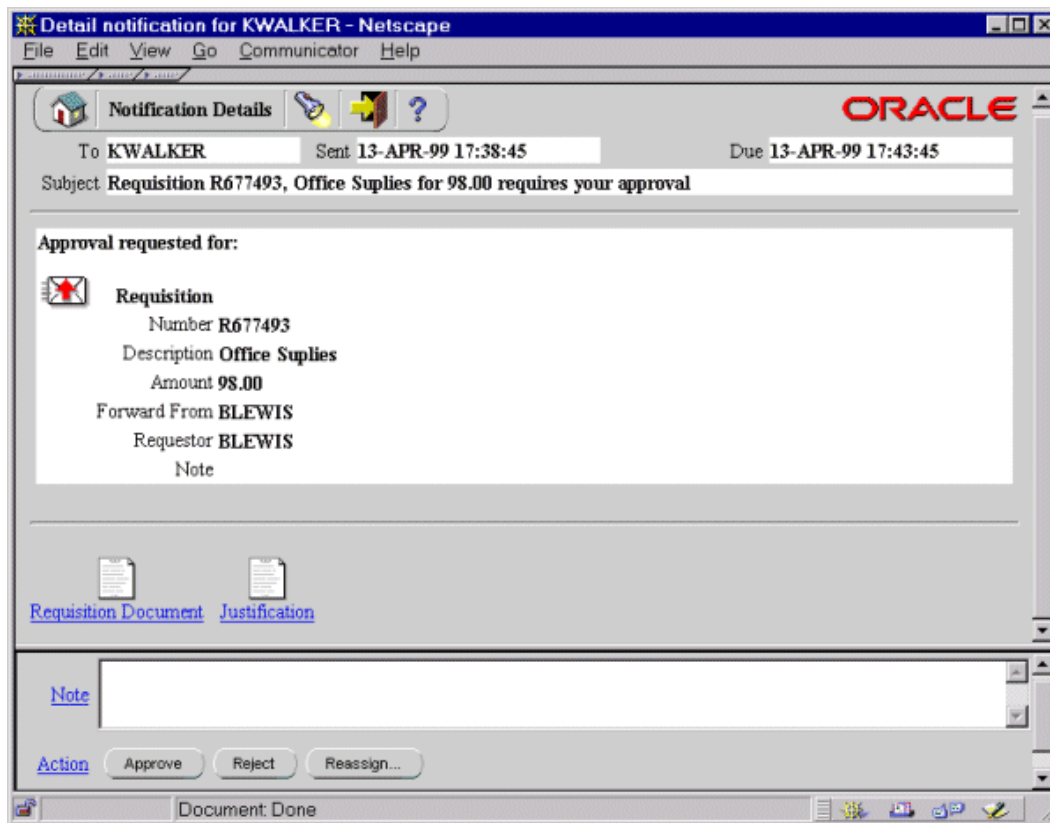 Detail notification for KWALKER - Netscape
File Edit View Go Communicator Help
Notification Details ? ORACLE
To KWALKER Sent 13-APR-99 17:38:45 Due 13-APR-99 17:43:45
Subject Requisition R677493, Office Suplies for 98.00 requires your approval
Approval requested for:
Requisition
Number R677493
Description Office Suplies
Amount 98.00
Forward From BLEWIS
Requestor BLEWIS
Note
Requisition Document Justification
Note
Action Approve Reject Reassign...
Document: Done